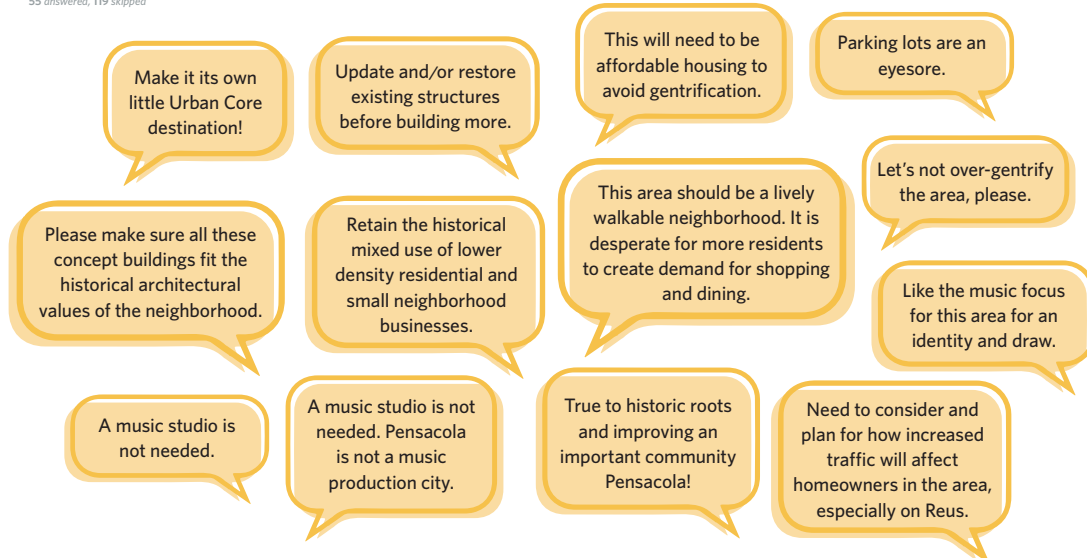 55 answered, 119 skipped
Make it its own
little Urban Core
destination!
Update and/or restore
existing structures
before building more.
This will need to be
affordable housing to
avoid gentrification.
Parking lots are an
eyesore.
Please make sure all these
concept buildings fit the
historical architectural
values of the neighborhood.
Retain the historical
mixed use of lower
density residential and
small neighborhood
businesses.
This area should be a lively
walkable neighborhood. It is
desperate for more residents
to create demand for shopping
and dining.
Let's not over-gentrify
the area, please.
Like the music focus
for this area for an
identity and draw.
A music studio is
not needed.
A music studio is not
needed. Pensacola
is not a music
production city.
True to historic roots
and improving an
important community
Pensacola!
Need to consider and
plan for how increased
traffic will affect
homeowners in the area,
especially on Reus.